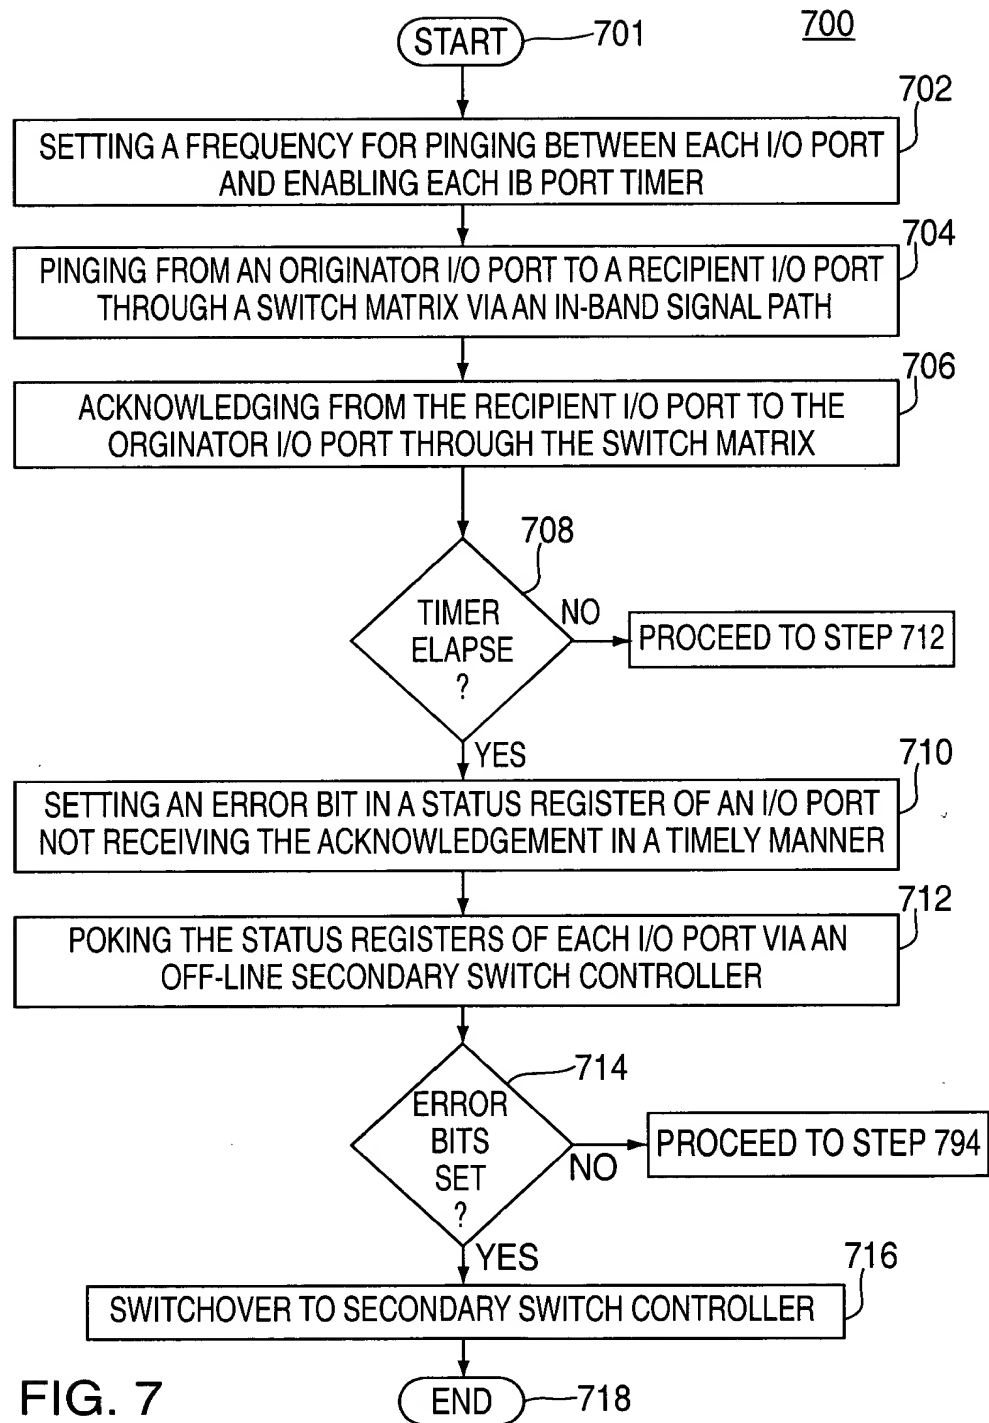 700
START
701
702
SETTING A FREQUENCY FOR PINGING BETWEEN EACH I/O PORT
AND ENABLING EACH IB PORT TIMER
704
PINGING FROM AN ORIGINATOR I/O PORT TO A RECIPIENT I/O PORT
THROUGH A SWITCH MATRIX VIA AN IN-BAND SIGNAL PATH
706
ACKNOWLEDGING FROM THE RECIPIENT I/O PORT TO THE
ORGINATOR I/O PORT THROUGH THE SWITCH MATRIX
708
TIMER
ELAPSE
?
NO
PROCEED TO STEP 712
YES
710
SETTING AN ERROR BIT IN A STATUS REGISTER OF AN I/O PORT
NOT RECEIVING THE ACKNOWLEDGEMENT IN A TIMELY MANNER
712
POKING THE STATUS REGISTERS OF EACH I/O PORT VIA AN
OFF-LINE SECONDARY SWITCH CONTROLLER
714
ERROR
BITS
SET
?
NO
PROCEED TO STEP 794
YES
716
SWITCHOVER TO SECONDARY SWITCH CONTROLLER
END
718
FIG. 7